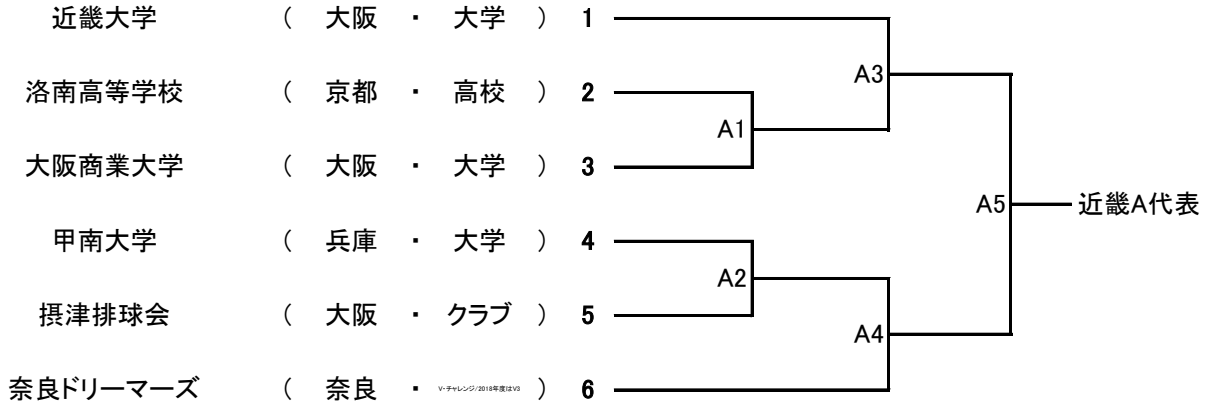 近畿大学 ( 大阪 ・ 大学 ) 1
A3
洛南高等学校 ( 京都 ・ 高校 ) 2
A1
大阪商業大学 ( 大阪 ・ 大学 ) 3
A5 近畿A代表
甲南大学 ( 兵庫 ・ 大学 ) 4
A2
摂津排球会 ( 大阪 ・ クラブ ) 5
A4
奈良ドリーマーズ ( 奈良 ・ V・チャレンジ/2018年度はV3 ) 6